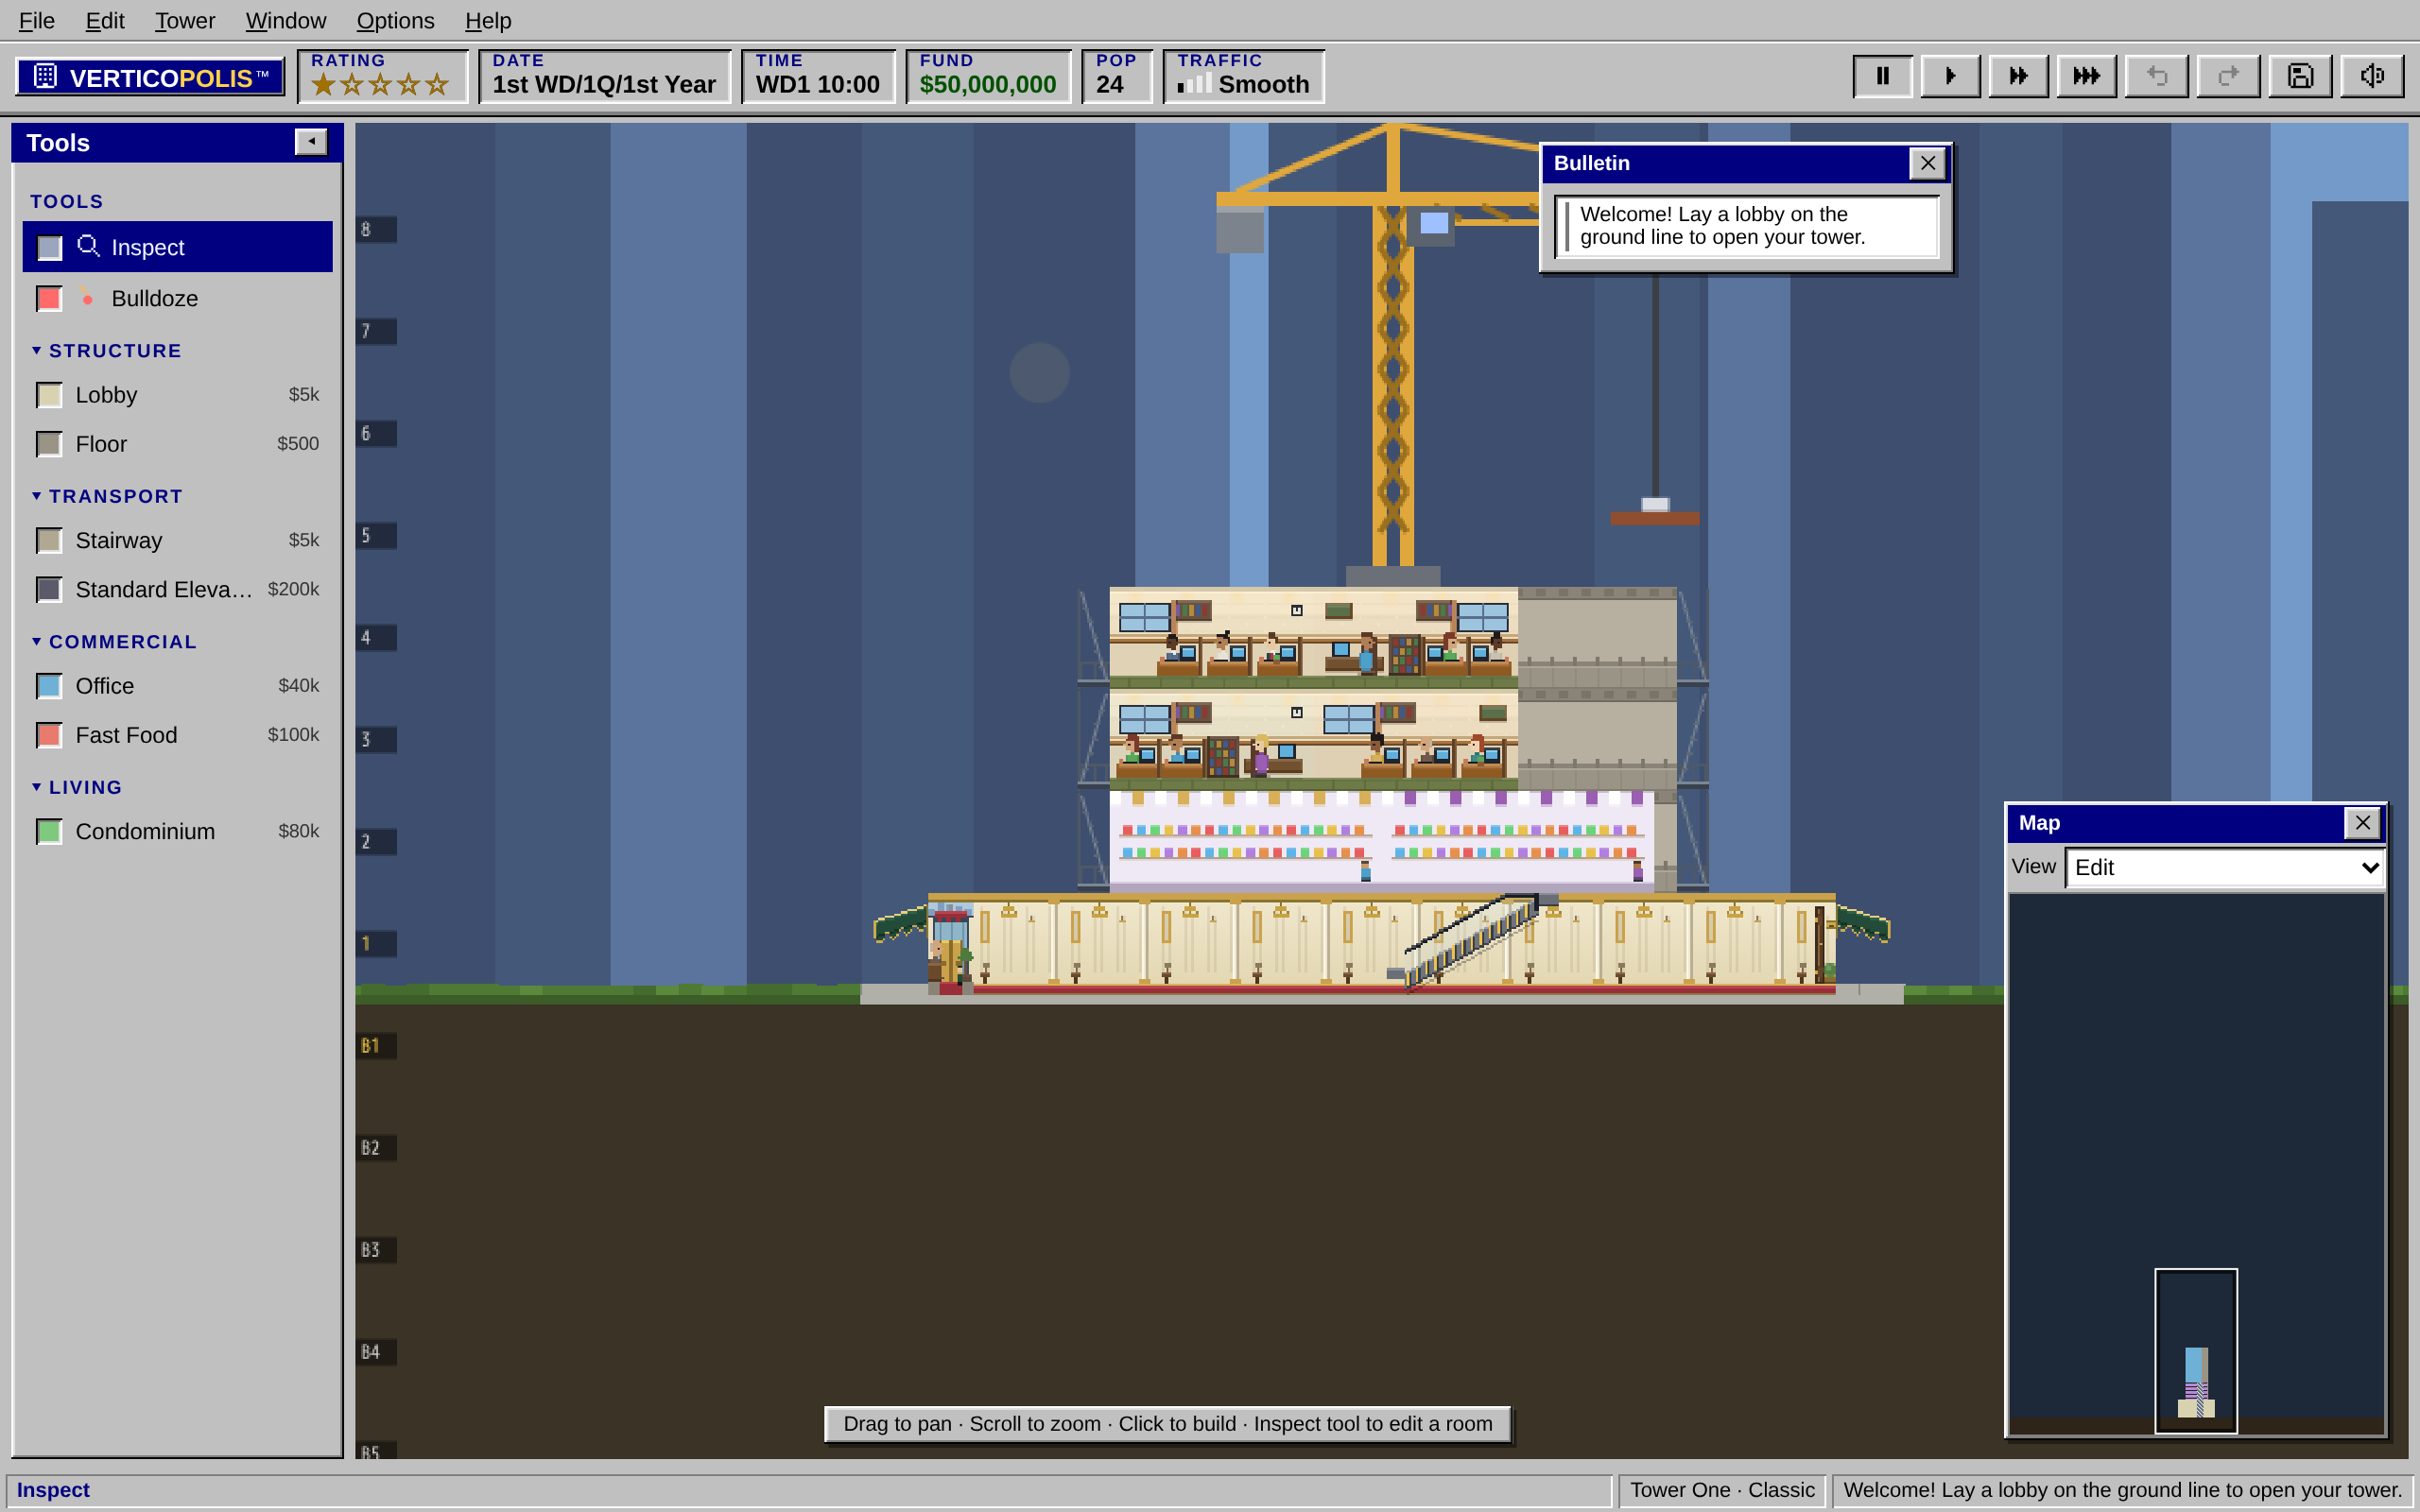 File Edit Tower Window Options Help
VERTICOPOLIS™
RATING
DATE
1st WD/1Q/1st Year
TIME
WD1 10:00
FUND
$50,000,000
POP
24
TRAFFIC
Smooth
Tools
TOOLS
Inspect
Bulldoze
STRUCTURE
Lobby $5k
Floor $500
TRANSPORT
Stairway $5k
Standard Eleva… $200k
COMMERCIAL
Office $40k
Fast Food $100k
LIVING
Condominium $80k
8
7
6
5
4
3
2
1
B1
B2
B3
B4
B5
Bulletin
Welcome! Lay a lobby on the
ground line to open your tower.
Map
View Edit
Drag to pan · Scroll to zoom · Click to build · Inspect tool to edit a room
Inspect
Tower One · Classic
Welcome! Lay a lobby on the ground line to open your tower.